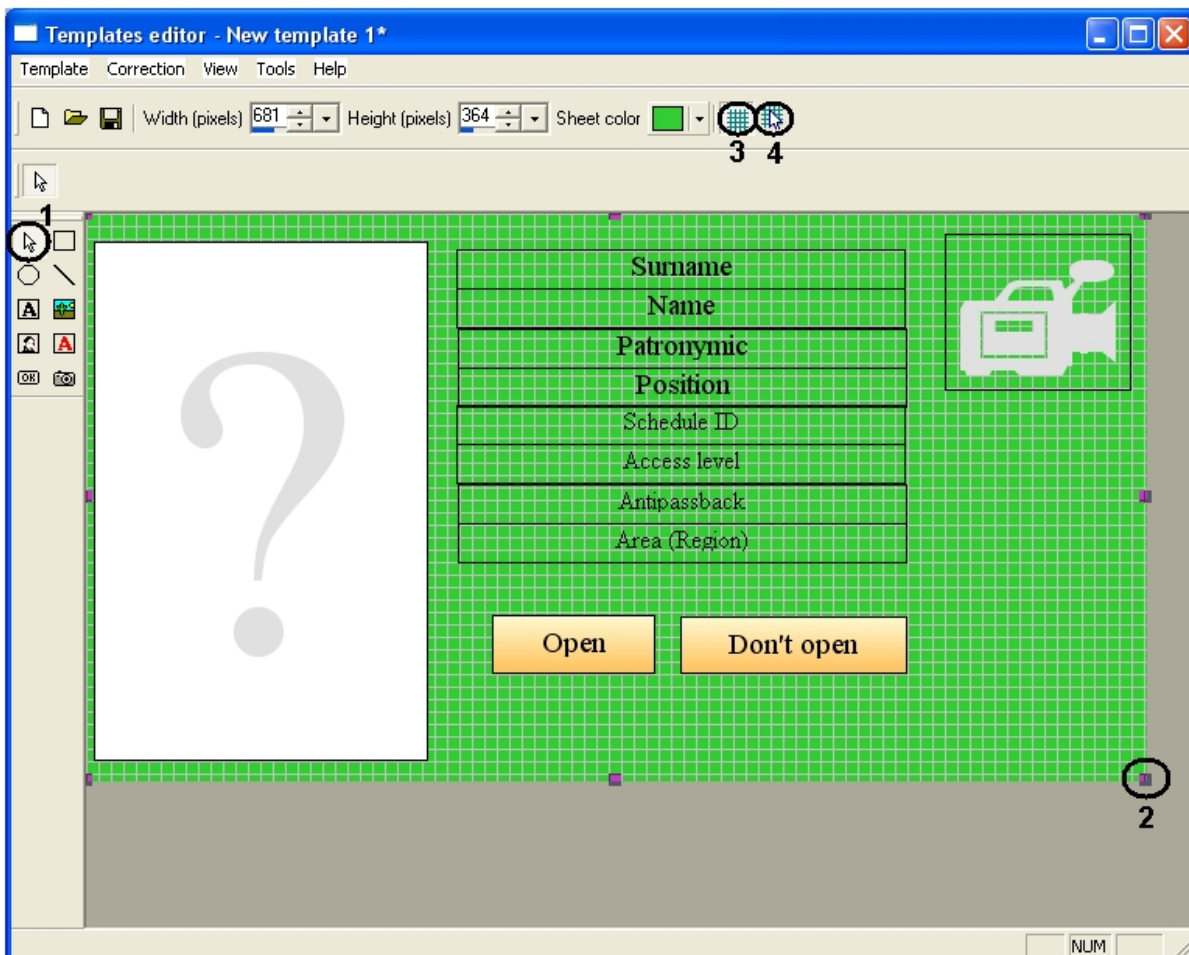 Templates editor - New template 1*
Template Correction View Tools Help
Width (pixels) 681 Height (pixels) 364 Sheet color
3 4
1
A
A
OK
Surname
Name
Patronymic
Position
Schedule ID
Access level
Antipassback
Area (Region)
Open Don't open
2
NUM